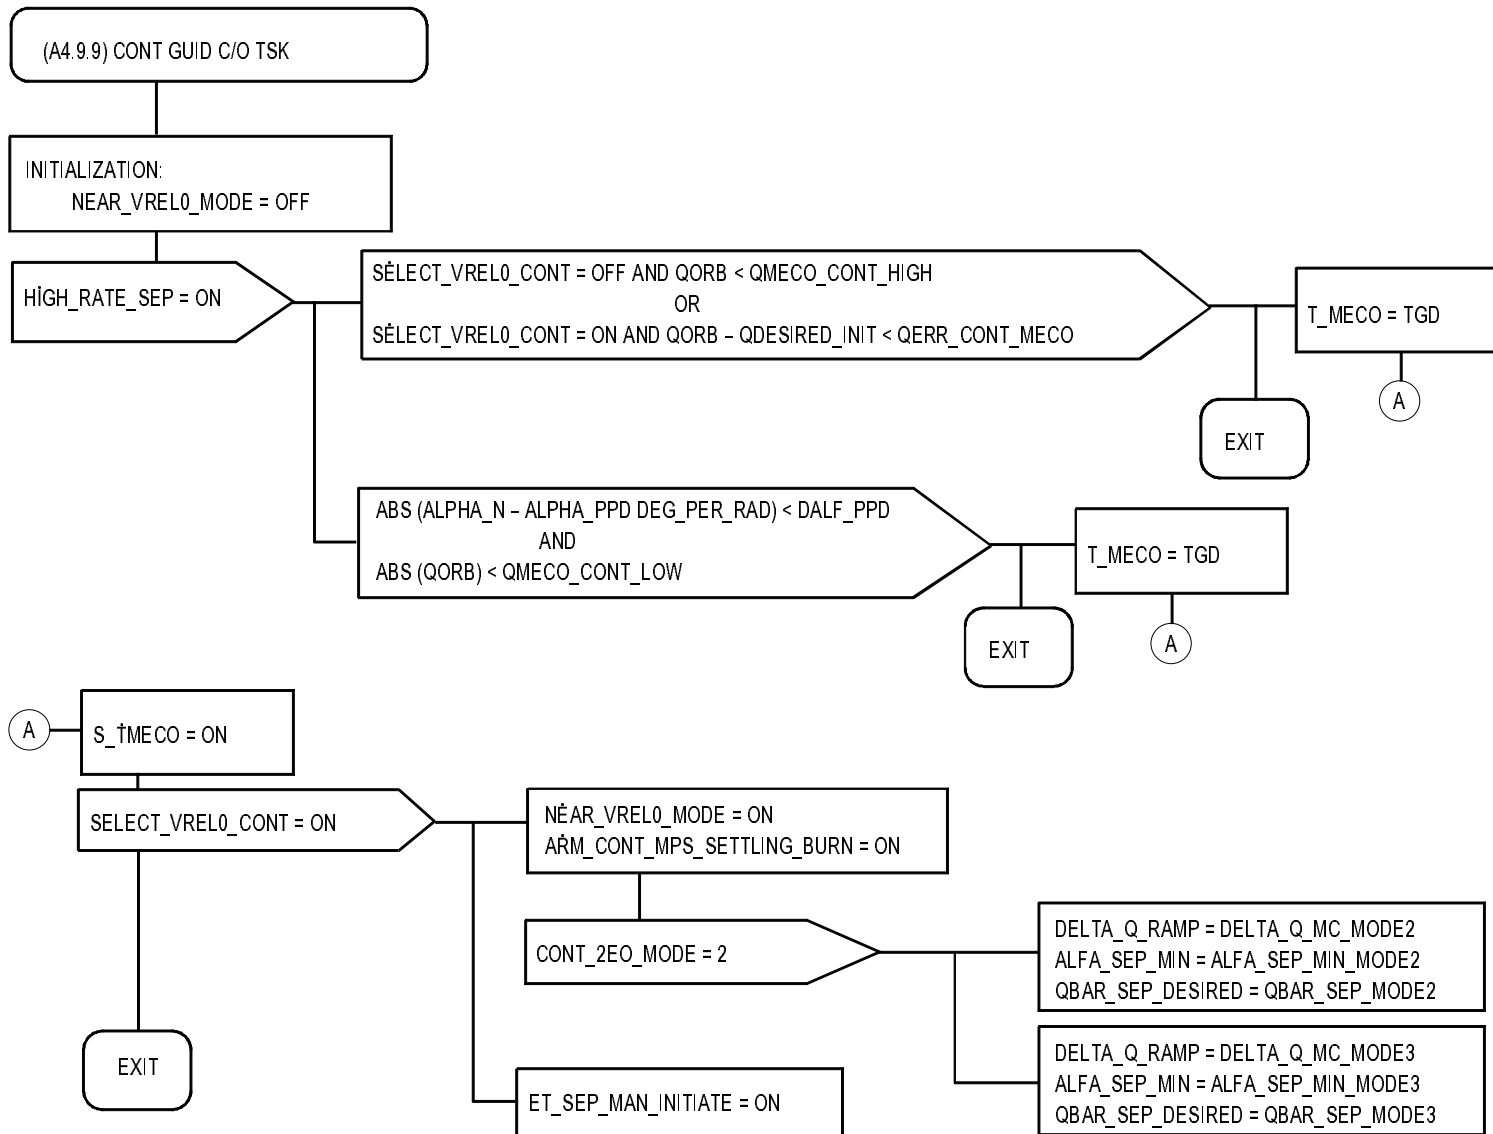 (A4.9.9) CONT GUID C/O TSK
INITIALIZATION:
NEAR_VREL0_MODE = OFF
HIGH_RATE_SEP = ON
SELECT_VREL0_CONT = OFF AND QORB < QMECO_CONT_HIGH
OR
SELECT_VREL0_CONT = ON AND QORB – QDESIRED_INIT < QERR_CONT_MECO
T_MECO = TGD
A
EXIT
ABS (ALPHA_N – ALPHA_PPD DEG_PER_RAD) < DALF_PPD
AND
ABS (QORB) < QMECO_CONT_LOW
T_MECO = TGD
EXIT
A
A
S_TMECO = ON
SELECT_VREL0_CONT = ON
NEAR_VREL0_MODE = ON
ARM_CONT_MPS_SETTLING_BURN = ON
CONT_2EO_MODE = 2
DELTA_Q_RAMP = DELTA_Q_MC_MODE2
ALFA_SEP_MIN = ALFA_SEP_MIN_MODE2
QBAR_SEP_DESIRED = QBAR_SEP_MODE2
DELTA_Q_RAMP = DELTA_Q_MC_MODE3
ALFA_SEP_MIN = ALFA_SEP_MIN_MODE3
QBAR_SEP_DESIRED = QBAR_SEP_MODE3
EXIT
ET_SEP_MAN_INITIATE = ON